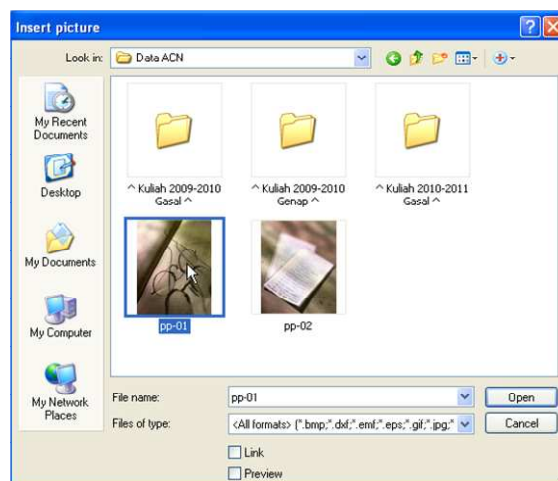 Insert picture
Look in:
Data ACN
My Recent
Documents
Desktop
My Documents
My Computer
My Network
Places
^ Kuliah 2009-2010
Gasal ^
^ Kuliah 2009-2010
Genap ^
^ Kuliah 2010-2011
Gasal ^
pp-01
pp-02
File name:
pp-01
Open
Files of type:
<All formats> (*.bmp;*.dxf;*.emf;*.eps;*.gif;*.jpg;*
Cancel
Link
Preview